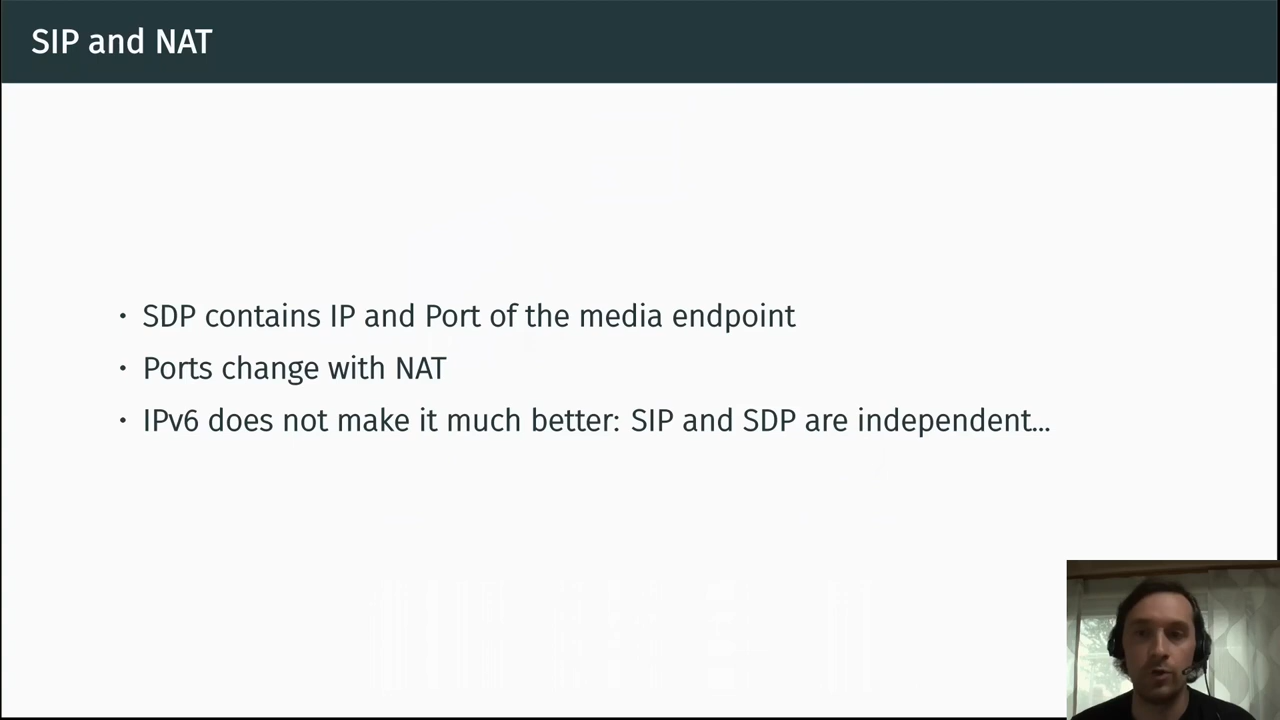 SIP and NAT
• SDP contains IP and Port of the media endpoint
• Ports change with NAT
• IPv6 does not make it much better: SIP and SDP are independent...